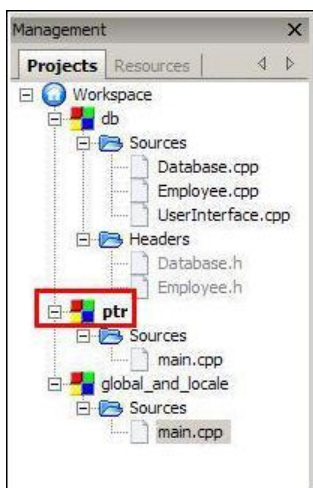 Management
Projects Resources
Workspace
db
Sources
Database.cpp
Employee.cpp
UserInterface.cpp
Headers
Database.h
Employee.h
ptr
Sources
main.cpp
global_and_locale
Sources
main.cpp